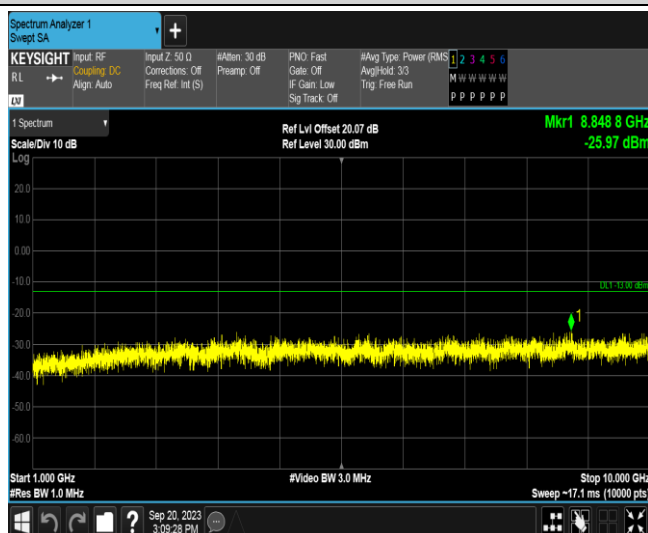 Spectrum Analyzer 1
Swept SA
+
KEYSIGHT
RL
LXI
Input: RF
Coupling: DC
Align: Auto
Input Z: 50 Ω
Corrections: Off
Freq Ref: Int (S)
#Atten: 30 dB
Preamp: Off
PNO: Fast
Gate: Off
IF Gain: Low
Sig Track: Off
#Avg Type: Power (RMS
Avg|Hold: 3/3
Trig: Free Run
1 2 3 4 5 6
M W W W W W
P P P P P P
1 Spectrum
Scale/Div 10 dB
Log
Ref Lvl Offset 20.07 dB
Ref Level 30.00 dBm
Mkr1 8.848 8 GHz
-25.97 dBm
20.0
10.0
0.00
-10.0
DL1 -13.00 dBm
1
-20.0
-30.0
-40.0
-50.0
-60.0
Start 1.000 GHz
#Res BW 1.0 MHz
#Video BW 3.0 MHz
Stop 10.000 GHz
Sweep ~17.1 ms (10000 pts)
?
Sep 20, 2023
3:09:28 PM